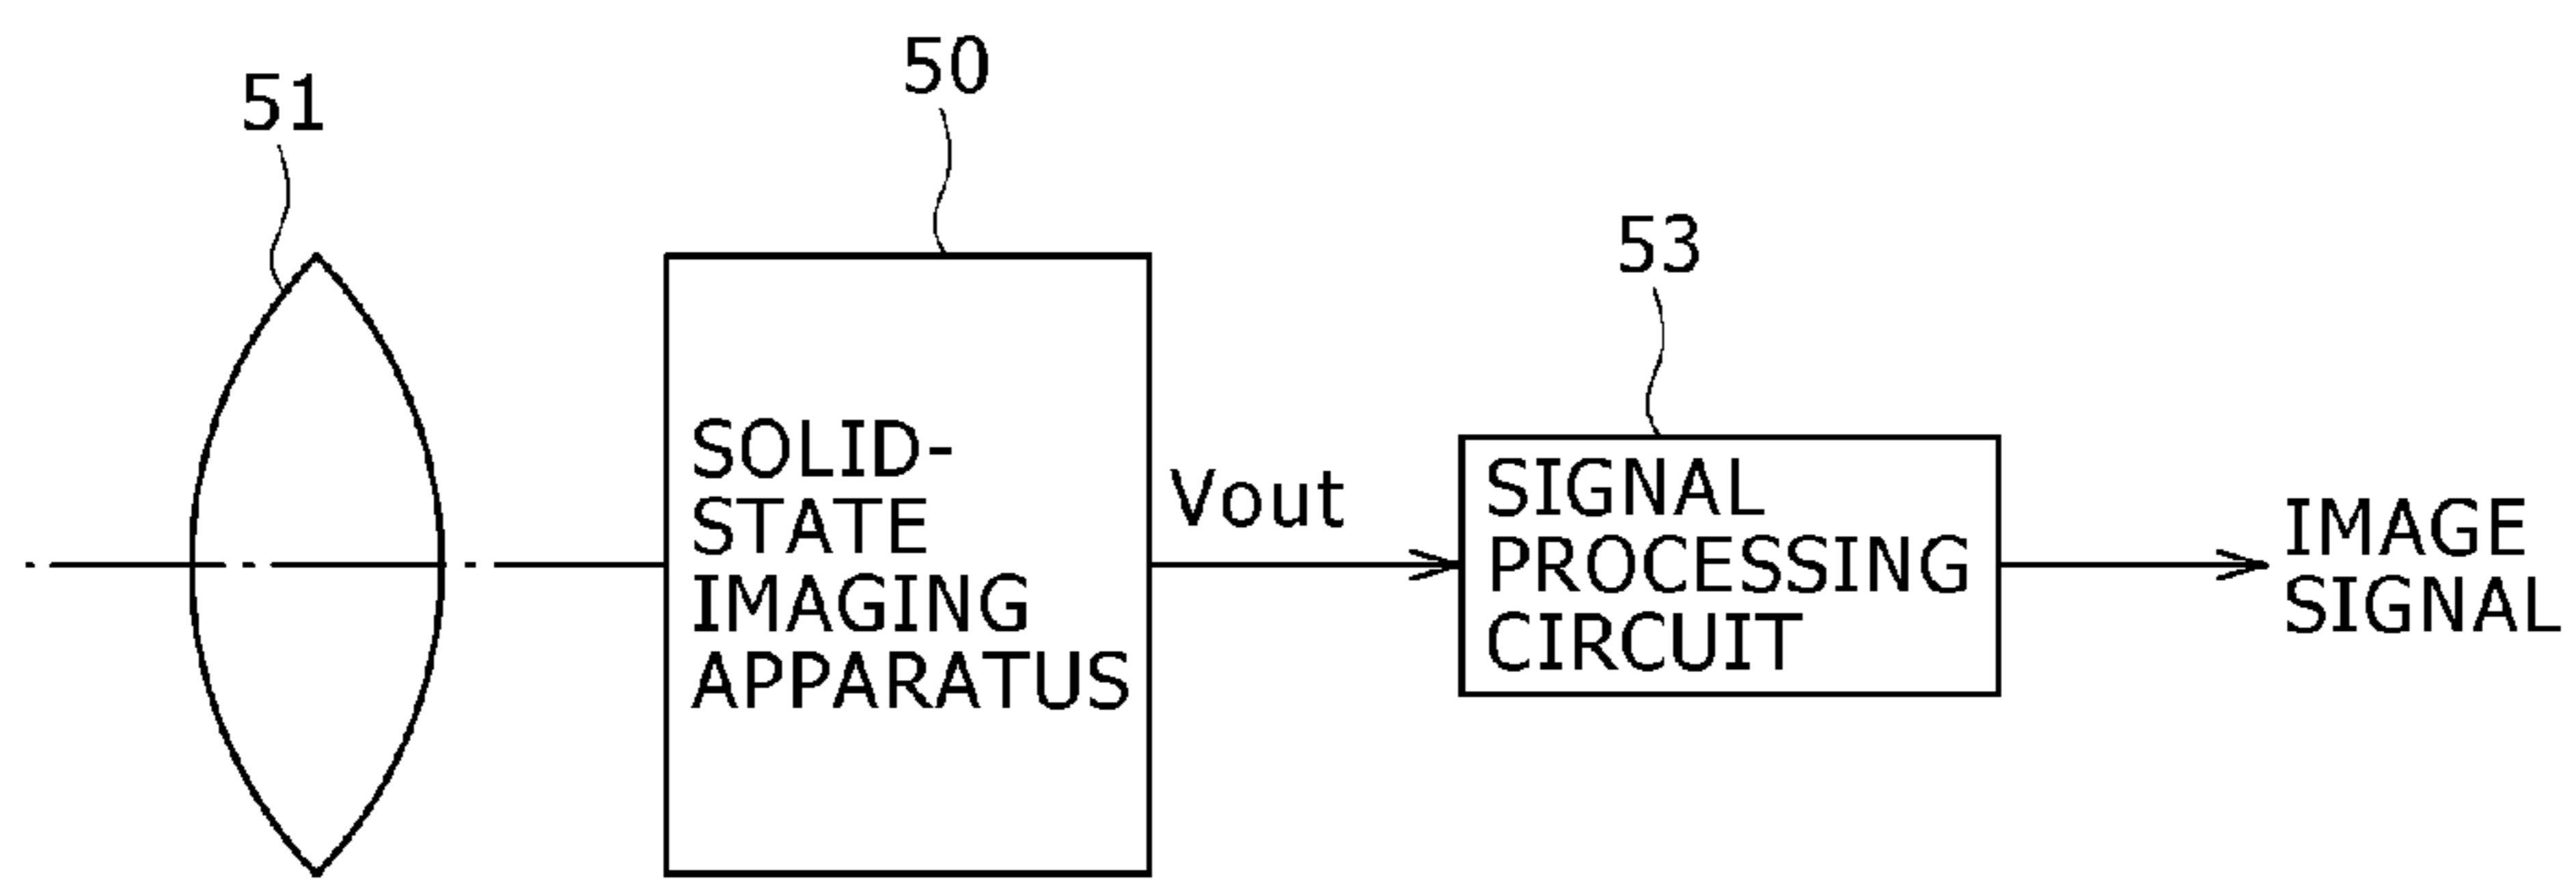 51
50
53
SOLID-
STATE
IMAGING
APPARATUS
Vout
SIGNAL
PROCESSING
CIRCUIT
IMAGE
SIGNAL